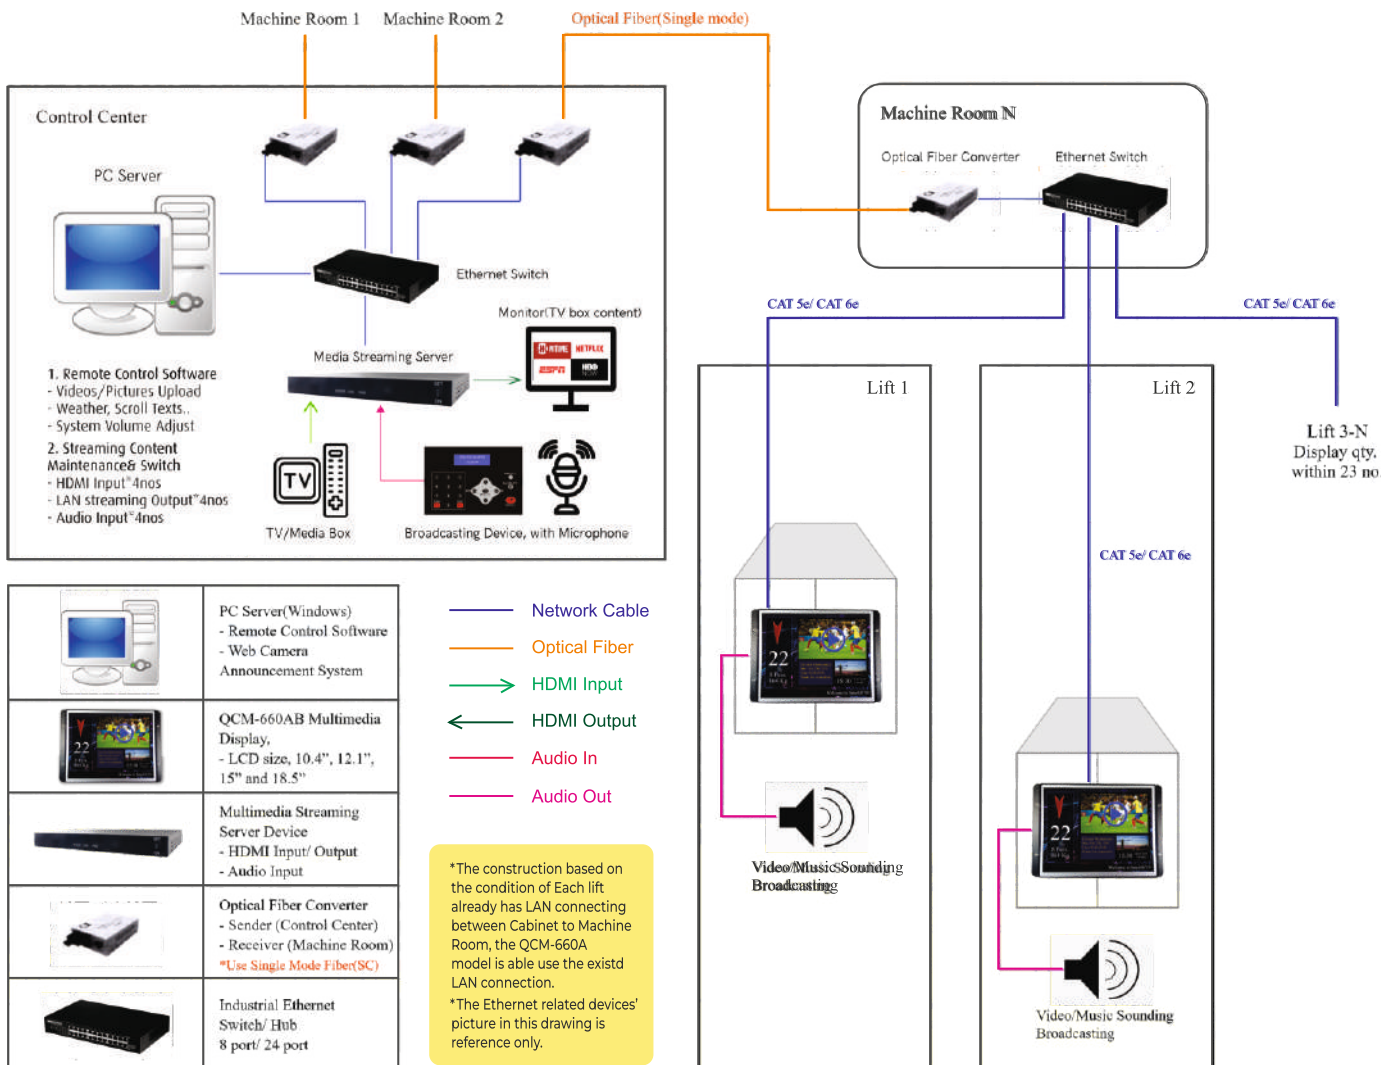 Machine Room 1
Machine Room 2
Optical Fiber(Single mode)
Control Center
PC Server
Ethernet Switch
Monitor(TV box content)
SHOWTIME
NETFLIX
ESPN
HBO
NOW
Media Streaming Server
1. Remote Control Software
- Videos/Pictures Upload
- Weather, Scroll Texts..
- System Volume Adjust
2. Streaming Content
Maintenance& Switch
- HDMI Input*4nos
- LAN streaming Output*4nos
- Audio Input*4nos
TV
TV/Media Box
Broadcasting Device, with Microphone
Machine Room N
Optical Fiber Converter
Ethernet Switch
CAT 5e/ CAT 6e
CAT 5e/ CAT 6e
Lift 1
Lift 2
Lift 3-N
Display qty.
within 23 no
CAT 5e/ CAT 6e
22
Video/Music Sounding
Broadcasting
22
Video/Music Sounding
Broadcasting
PC Server(Windows)
- Remote Control Software
- Web Camera
Announcement System
22
QCM-660AB Multimedia
Display,
- LCD size, 10.4”, 12.1”,
15” and 18.5”
Multimedia Streaming
Server Device
- HDMI Input/ Output
- Audio Input
Optical Fiber Converter
- Sender (Control Center)
- Receiver (Machine Room)
*Use Single Mode Fiber(SC)
Industrial Ethernet
Switch/ Hub
8 port/ 24 port
Network Cable
Optical Fiber
HDMI Input
HDMI Output
Audio In
Audio Out
*The construction based on
the condition of Each lift
already has LAN connecting
between Cabinet to Machine
Room, the QCM-660A
model is able use the existd
LAN connection.
*The Ethernet related devices’
picture in this drawing is
reference only.